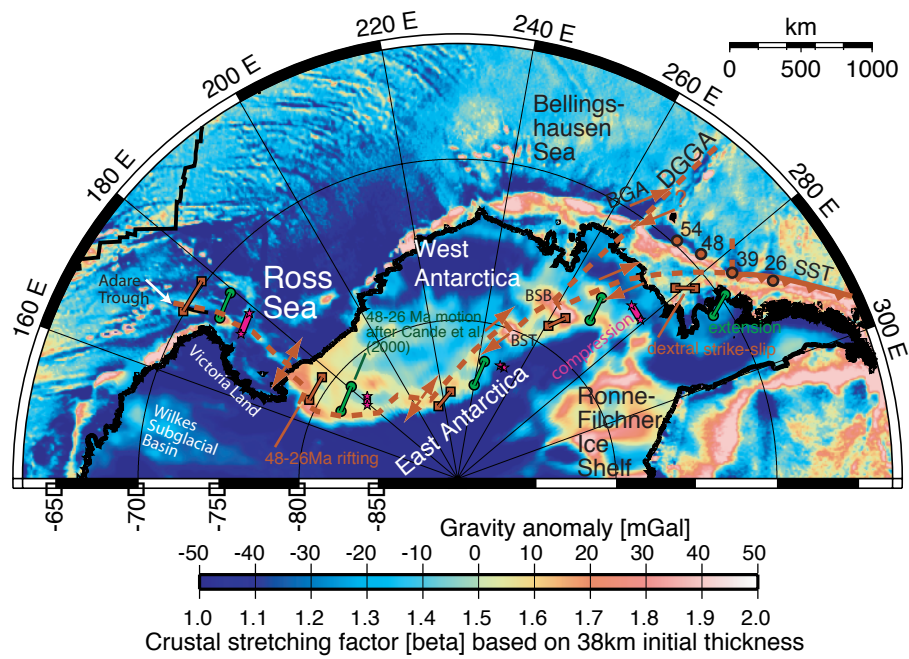 220 E
240 E
200 E
260 E
180 E
280 E
160 E
300 E
km
0 500 1000
Bellings-
hausen
Sea
BGA
DGGA
?
54
48
39
26
SST
West
Antarctica
Ross
Sea
Adare
Trough
BSB
BST
48-26 Ma motion
after Cande et al
(2000)
compression
extension
dextral strike-slip
Victoria Land
Wilkes
Subglacial
Basin
East Antarctica
Ronne-
Filchner
Ice
Shelf
48-26Ma rifting
-65
-70
-75
-80
-85
Gravity anomaly [mGal]
-50 -40 -30 -20 -10 0 10 20 30 40 50
1.0 1.1 1.2 1.3 1.4 1.5 1.6 1.7 1.8 1.9 2.0
Crustal stretching factor [beta] based on 38km initial thickness